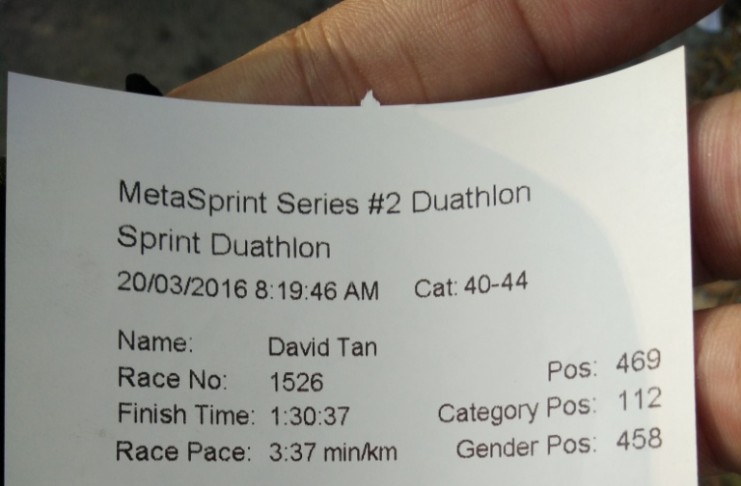 MetaSprint Series #2 Duathlon
Sprint Duathlon
20/03/2016 8:19:46 AM Cat: 40-44
Name: David Tan
Race No: 1526 Pos: 469
Finish Time: 1:30:37 Category Pos: 112
Race Pace: 3:37 min/km Gender Pos: 458